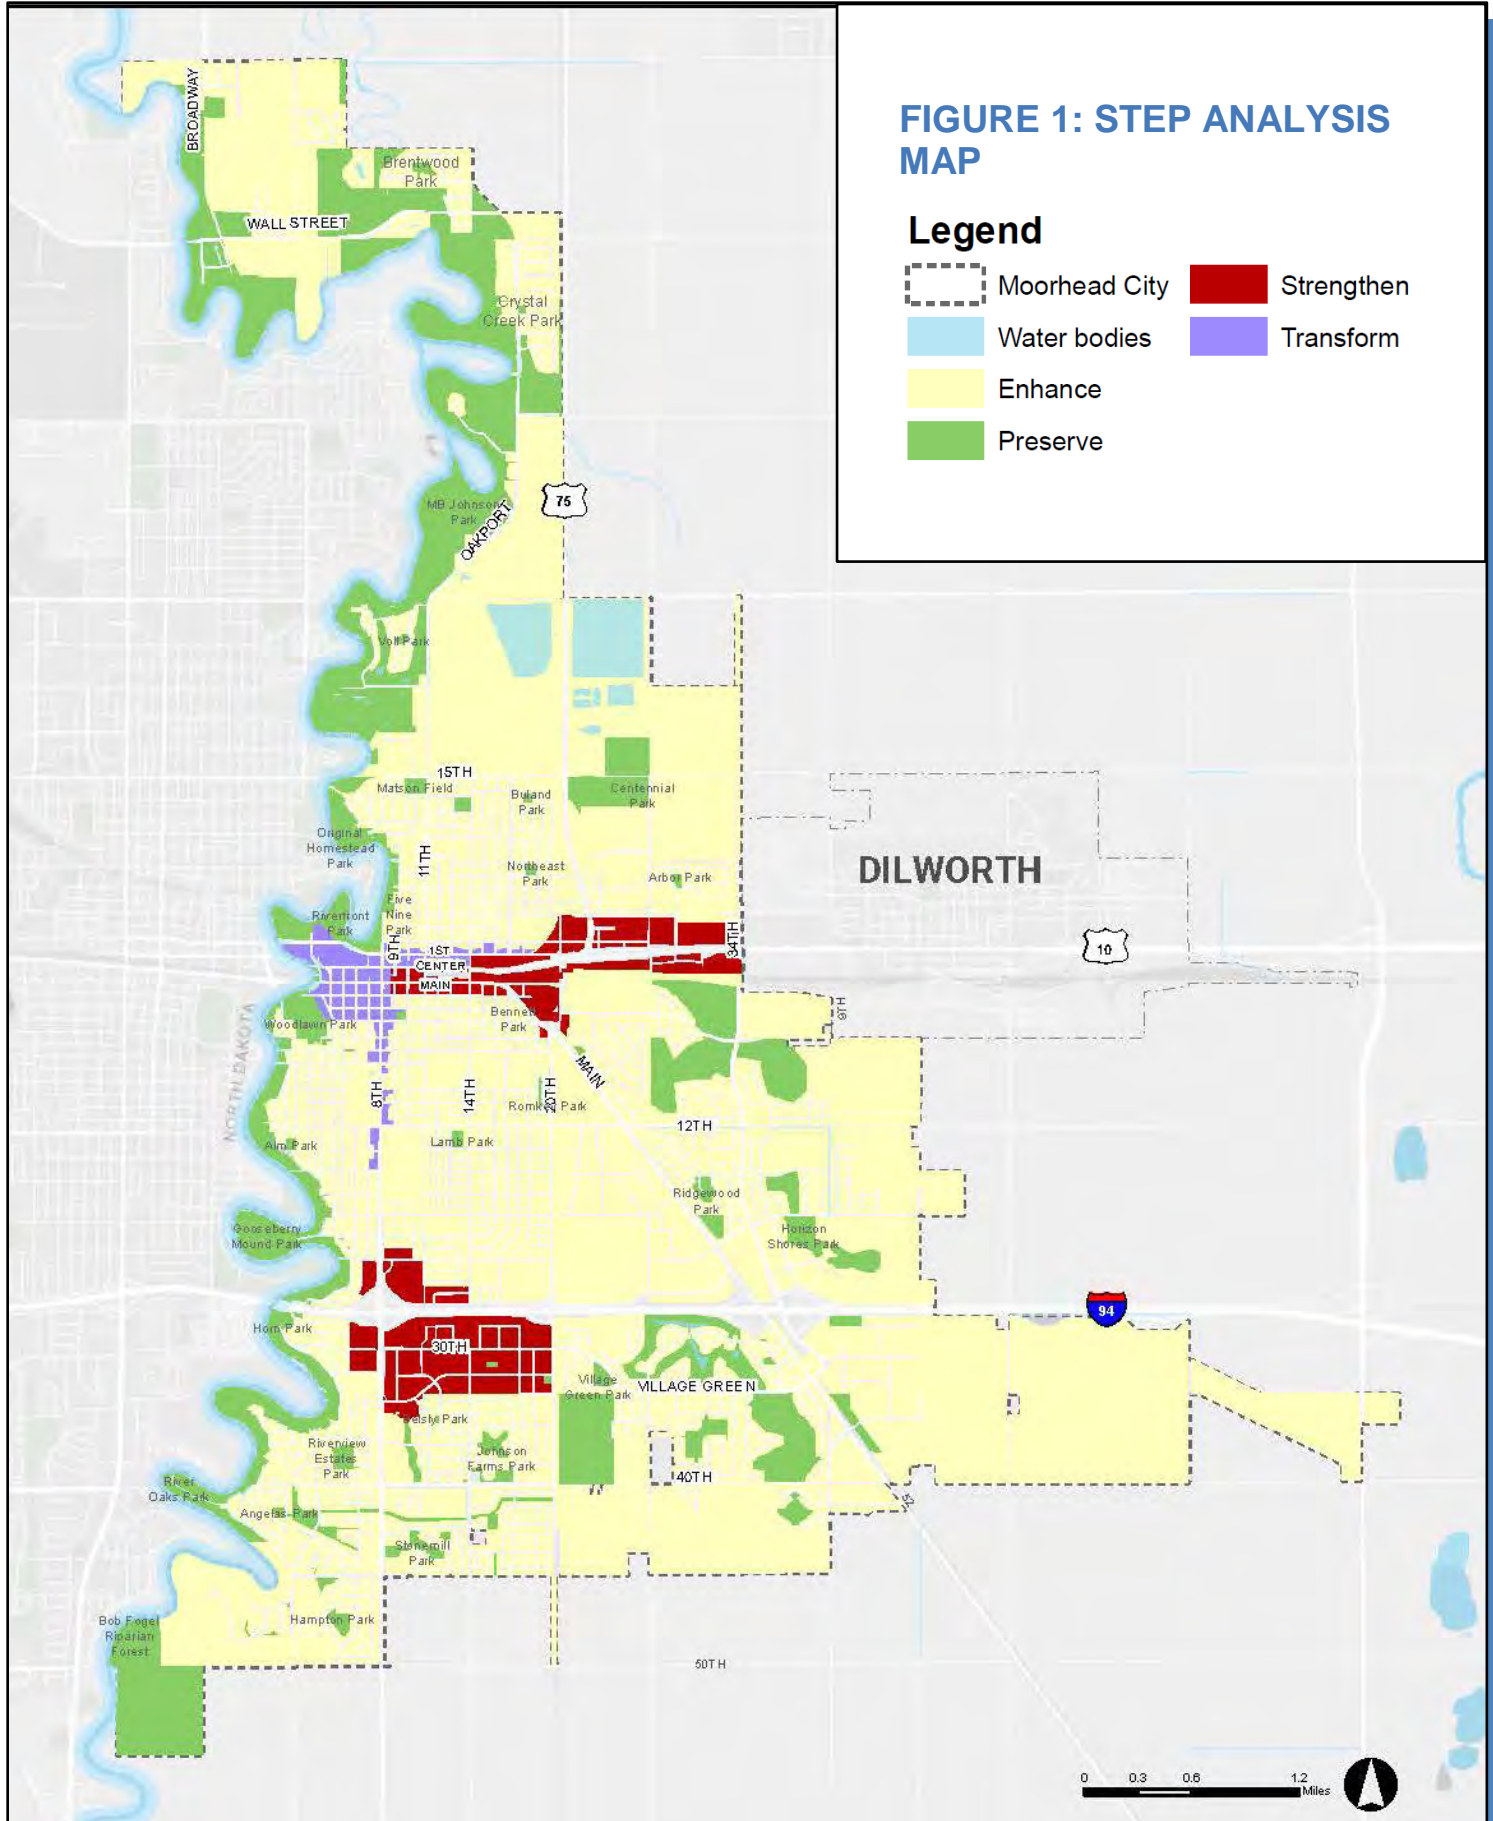 FIGURE 1: STEP ANALYSIS
MAP
Legend
Moorhead City
Strengthen
Water bodies
Transform
Enhance
Preserve
BROADWAY
Brentwood
Park
WALL STREET
Crystal
Creek Park
75
MB Johnson
Park
OAKPORT
Voll Park
15TH
Matson Field
Buland
Park
Centennial
Park
Original
Homestead
Park
11TH
Northeast
Park
Arbor Park
DILWORTH
Five
Nine
Park
Riverfront
Park
9TH
1ST
CENTER
MAIN
34TH
10
9TH
Woodlawn Park
Bennett
Park
NORTH DAKOTA
MAIN
8TH
14TH
20TH
Romkey Park
12TH
Alm Park
Lamb Park
Ridgewood
Park
Gooseberry
Mound Park
Horizon
Shores Park
94
Horn Park
30TH
Village
Green Park
VILLAGE GREEN
Riverview
Estates
Park
Johnson
Farms Park
River
Oaks Park
40TH
52
Angelas Park
Stonemill
Park
Bob Fogel
Riparian
Forest
Hampton Park
50TH
0 0.3 0.6 1.2
Miles